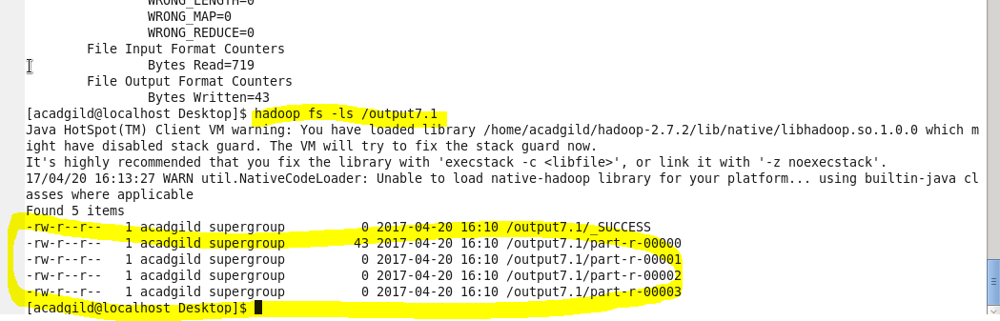 WRONG_LENGTH=0
WRONG_MAP=0
WRONG_REDUCE=0
File Input Format Counters
Bytes Read=719
File Output Format Counters
Bytes Written=43
[acadgild@localhost Desktop]$ hadoop fs -ls /output7.1
Java HotSpot(TM) Client VM warning: You have loaded library /home/acadgild/hadoop-2.7.2/lib/native/libhadoop.so.1.0.0 which m
ight have disabled stack guard. The VM will try to fix the stack guard now.
It's highly recommended that you fix the library with 'execstack -c <libfile>', or link it with '-z noexecstack'.
17/04/20 16:13:27 WARN util.NativeCodeLoader: Unable to load native-hadoop library for your platform... using builtin-java cl
asses where applicable
Found 5 items
-rw-r--r--   1 acadgild supergroup          0 2017-04-20 16:10 /output7.1/_SUCCESS
-rw-r--r--   1 acadgild supergroup         43 2017-04-20 16:10 /output7.1/part-r-00000
-rw-r--r--   1 acadgild supergroup          0 2017-04-20 16:10 /output7.1/part-r-00001
-rw-r--r--   1 acadgild supergroup          0 2017-04-20 16:10 /output7.1/part-r-00002
-rw-r--r--   1 acadgild supergroup          0 2017-04-20 16:10 /output7.1/part-r-00003
[acadgild@localhost Desktop]$